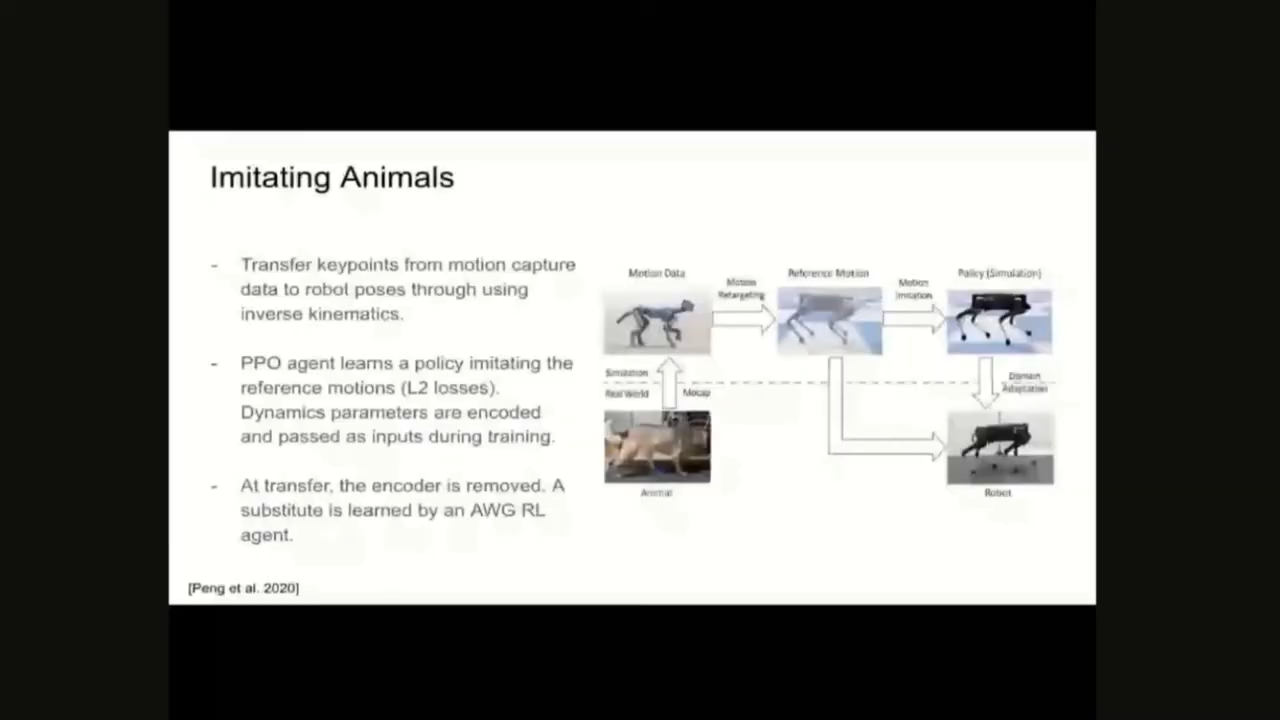 Imitating Animals
- Transfer keypoints from motion capture
data to robot poses through using
inverse kinematics.
- PPO agent learns a policy imitating the
reference motions (L2 losses).
Dynamics parameters are encoded
and passed as inputs during training.
- At transfer, the encoder is removed. A
substitute is learned by an AWG RL
agent.
[Peng et al. 2020]
Motion Data
Motion
Retargeting
Reference Motion
Motion
Imitation
Policy (Simulation)
Simulation
Real World
Mocap
Domain
Adaptation
Animal
Robot